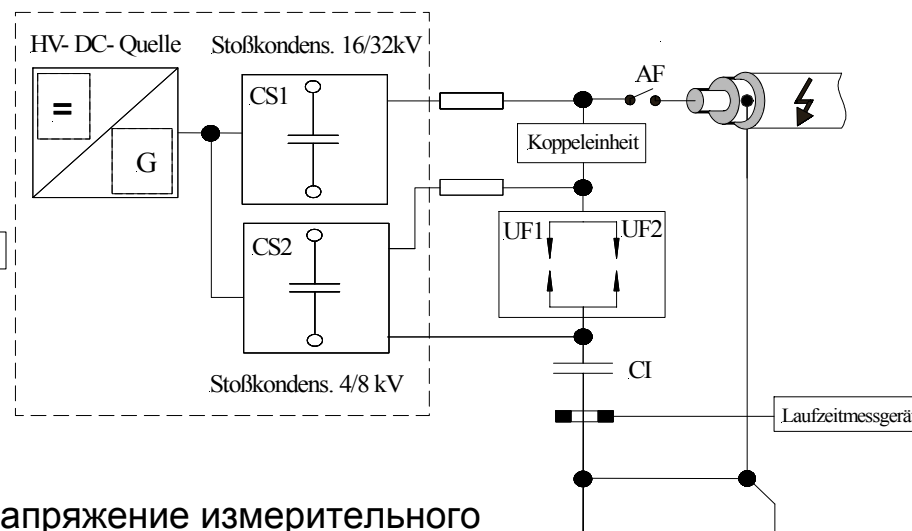 HV- DC- Quelle
Stoßkondens. 16/32kV
AF
=
CS1
G
Koppeleinheit
CS2
UF1
UF2
CI
Stoßkondens. 4/8 kV
апряжение измерительного